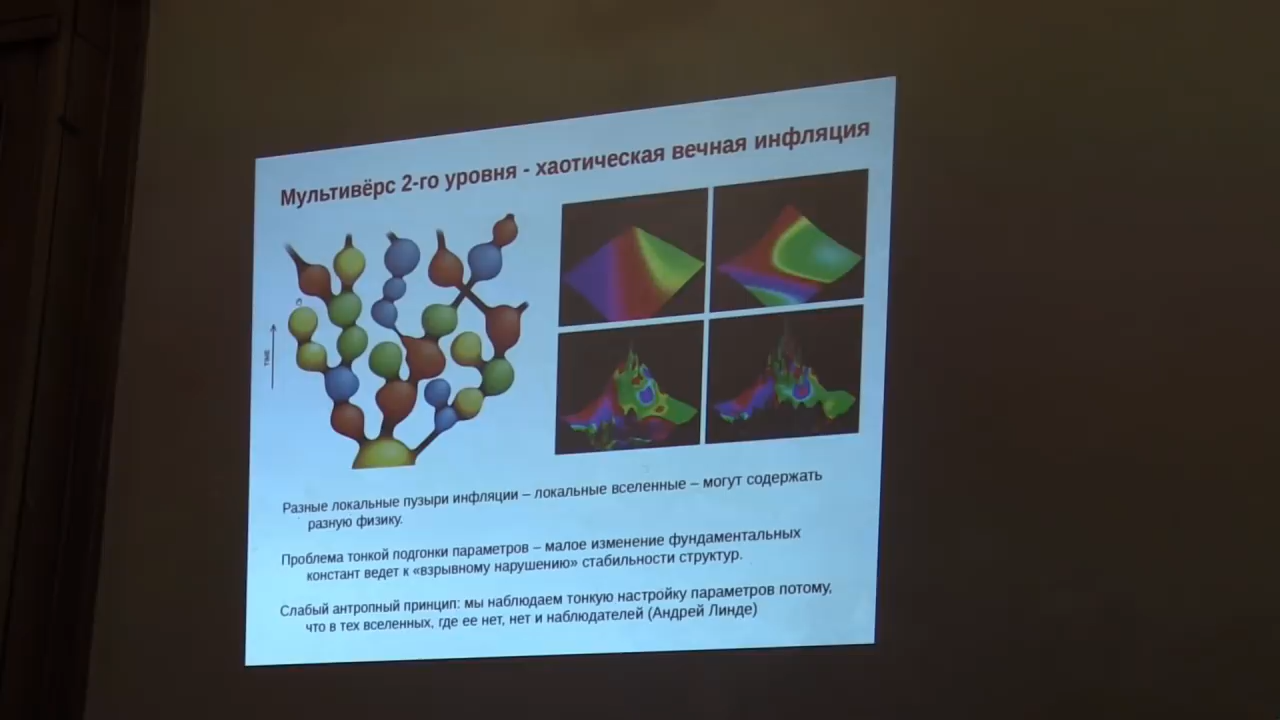 Мультивёрс 2-го уровня - хаотическая вечная инфляция
TIME
Разные локальные пузыри инфляции – локальные вселенные – могут содержать
разную физику.
Проблема тонкой подгонки параметров – малое изменение фундаментальных
констант ведет к «взрывному нарушению» стабильности структур.
Слабый антропный принцип: мы наблюдаем тонкую настройку параметров потому,
что в тех вселенных, где ее нет, нет и наблюдателей (Андрей Линде)